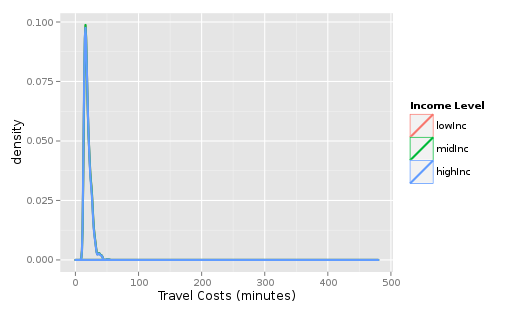 0.100
0.075
0.050
0.025
0.000
density
0
100
200
300
400
500
Travel Costs (minutes)
Income Level
lowInc
midInc
highInc